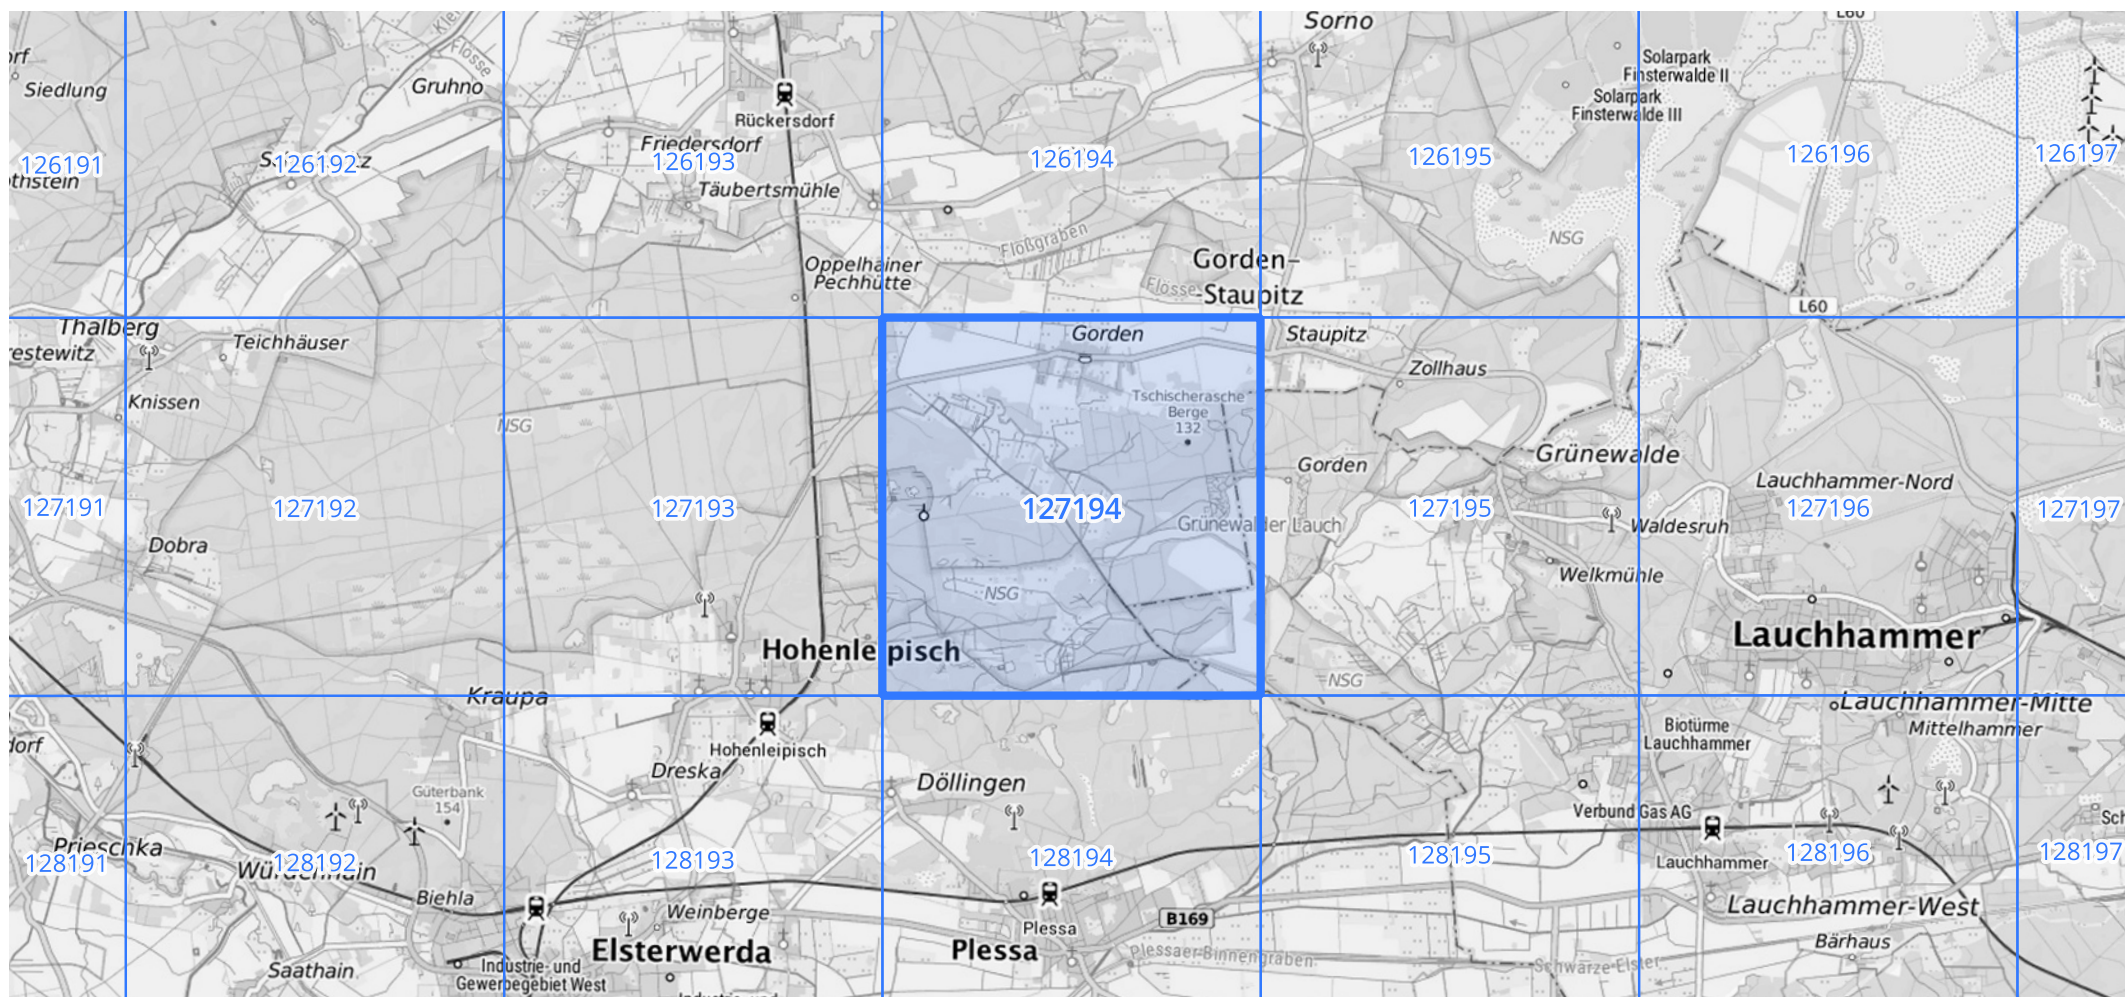 Sorno
L60
Solarpark
Finsterwalde II
Siedlung
Gruhno
Flösse
Solarpark
Finsterwalde III
Rückersdorf
Friedersdorf
126191
126192
126193
126194
126195
126196
126197
Täubertsmühle
NSG
Floßgraben
Oppelhainer
Pechhütte
Gorden-
-Staupitz
Flösse
L60
Thalberg
Teichhäuser
Gorden
Staupitz
Zollhaus
Knissen
Tschischerasche
Berge
132
NSG
Gorden
Grünewalde
Lauchhammer-Nord
127191
127192
127193
127194
127195
127196
127197
Grünewalder Lauch
Waldesruh
Dobra
Welkmühle
NSG
Hohenleipisch
Lauchhammer
NSG
Kraupa
Lauchhammer-Mitte
Biotürme
Lauchhammer
Mittelhammer
dorf
Hohenleipisch
Dreska
Döllingen
Güterbank
154
Verbund Gas AG
Prieschka
Würdenhain
128191
128192
128193
128194
128195
128196
128197
Lauchhammer
Biehla
Weinberge
B169
Plessa
Lauchhammer-West
Elsterwerda
Plessa
Plessaer Binnengraben
Bärhaus
Saathain
Industrie- und
Gewerbegebiet West
Schwarze Elster